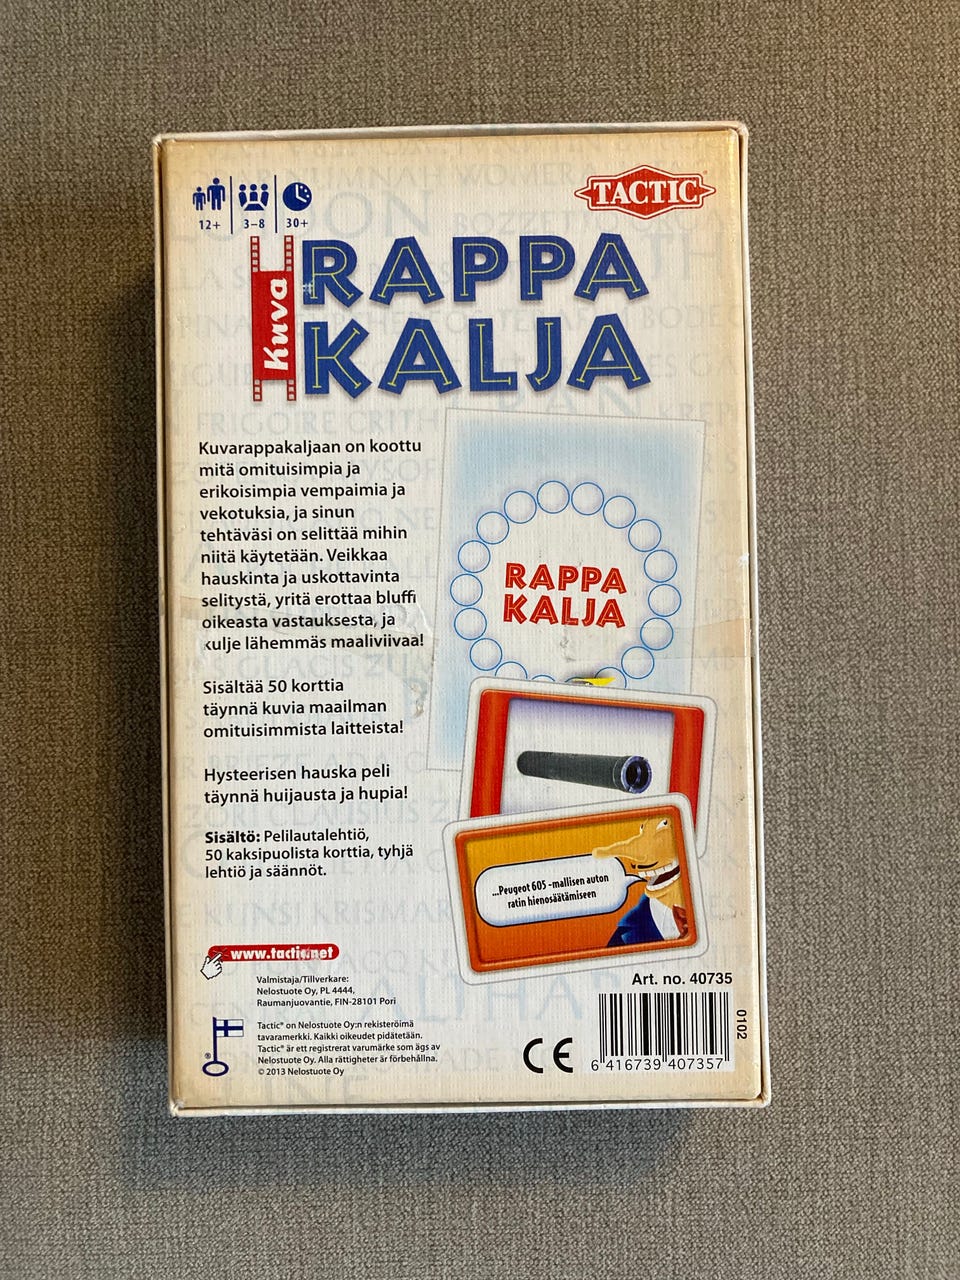 TACTIC®
12+ 3-8 30+
Kuva
RAPPA
KALJA
Kuvarappakaljaan on koottu
mitä omituisimpia ja
erikoisimpia vempaimia ja
vekotuksia, ja sinun
tehtäväsi on selittää mihin
niitä käytetään. Veikkaa
hauskinta ja uskottavinta
selitystä, yritä erottaa bluffi
oikeasta vastauksesta, ja
kulje lähemmäs maaliviivaa!
Sisältää 50 korttia
täynnä kuvia maailman
omituisimmista laitteista!
Hysteerisen hauska peli
täynnä huijausta ja hupia!
Sisältö: Pelilautalehtiö,
50 kaksipuolista korttia, tyhjä
lehtiö ja säännöt.
RAPPA
KALJA
...Peugeot 605 -mallisen auton
ratin hienosäätämiseen
www.tactic.net
Valmistaja/Tillverkare:
Nelostuote Oy, PL 4444,
Raumanjuovantie, FIN-28101 Pori
Tactic® on Nelostuote Oy:n rekisteröimä
tavaramerkki. Kaikki oikeudet pidätetään.
Tactic® är ett registrerat varumärke som ägs av
Nelostuote Oy. Alla rättigheter är förbehållna.
© 2013 Nelostuote Oy
®
CE
Art. no. 40735
0102
6 416739 407357